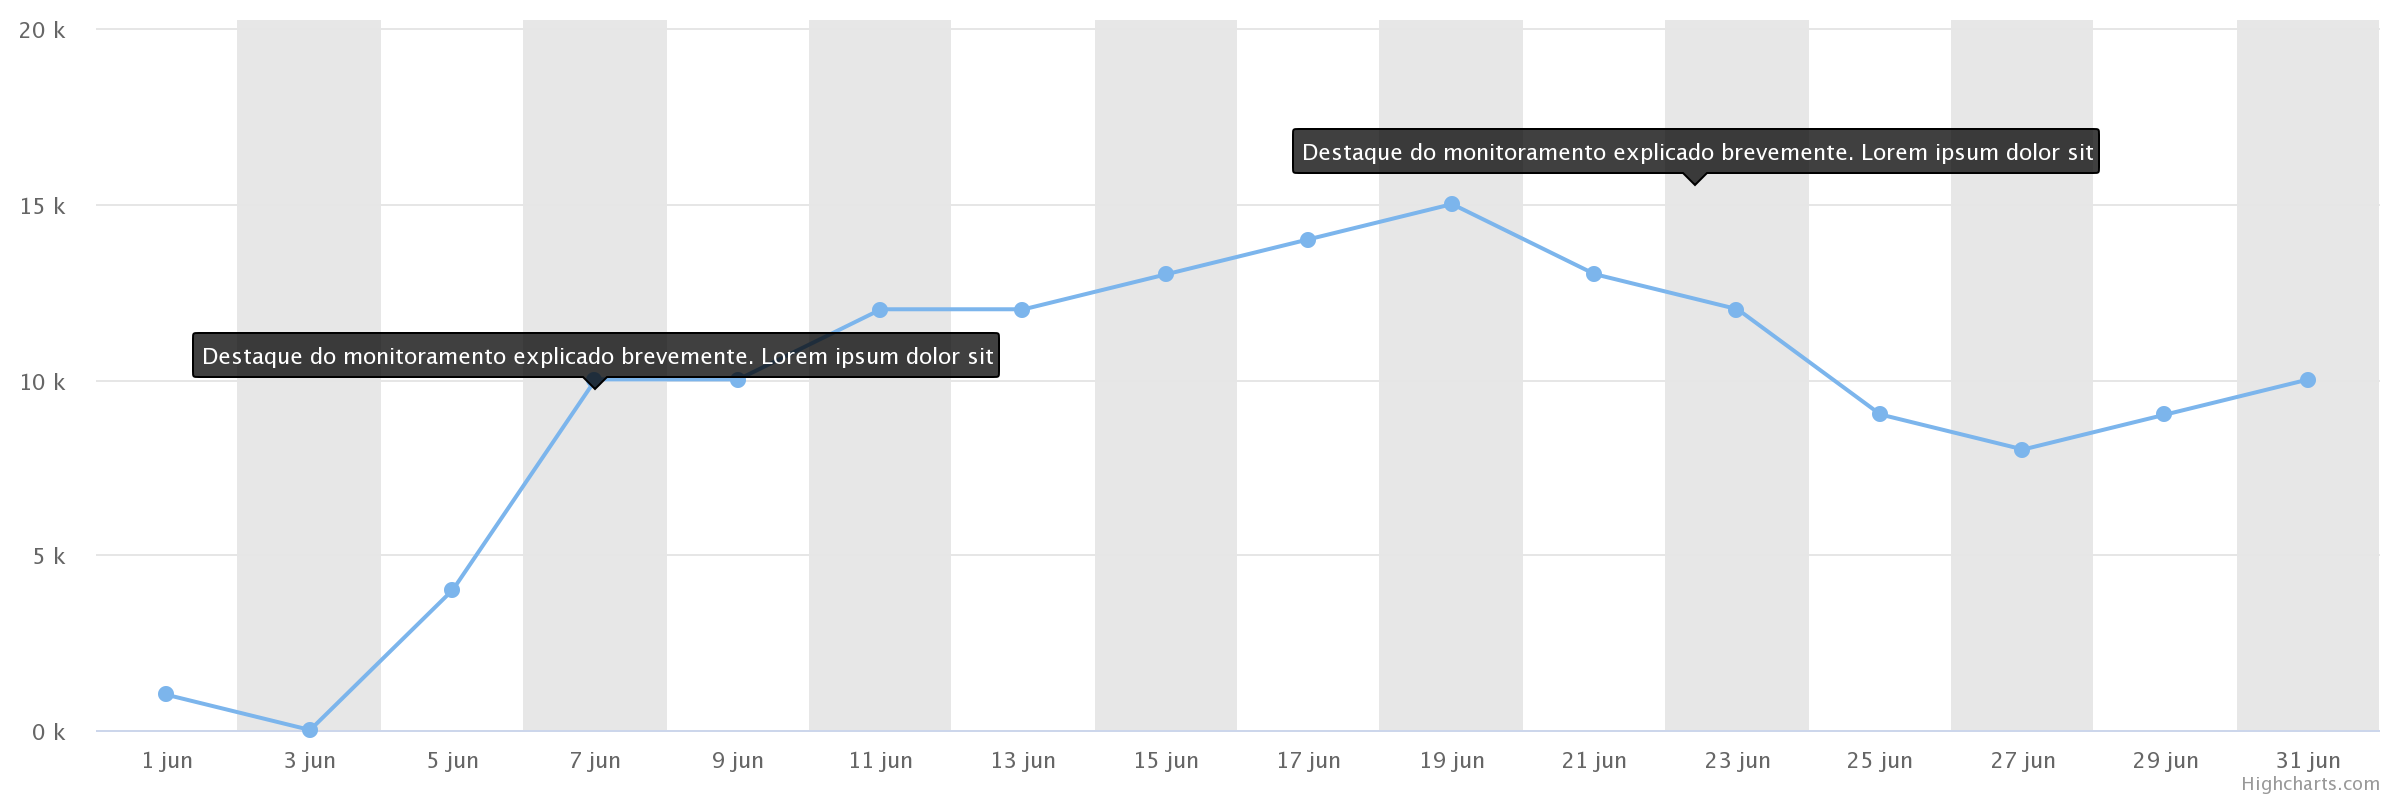 20 k
Destaque do monitoramento explicado brevemente. Lorem ipsum dolor sit
15 k
Destaque do monitoramento explicado brevemente. Lorem ipsum dolor sit
10 k
5 k
0 k
1 jun 3 jun 5 jun 7 jun 9 jun 11 jun 13 jun 15 jun 17 jun 19 jun 21 jun 23 jun 25 jun 27 jun 29 jun 31 jun
Highcharts.com